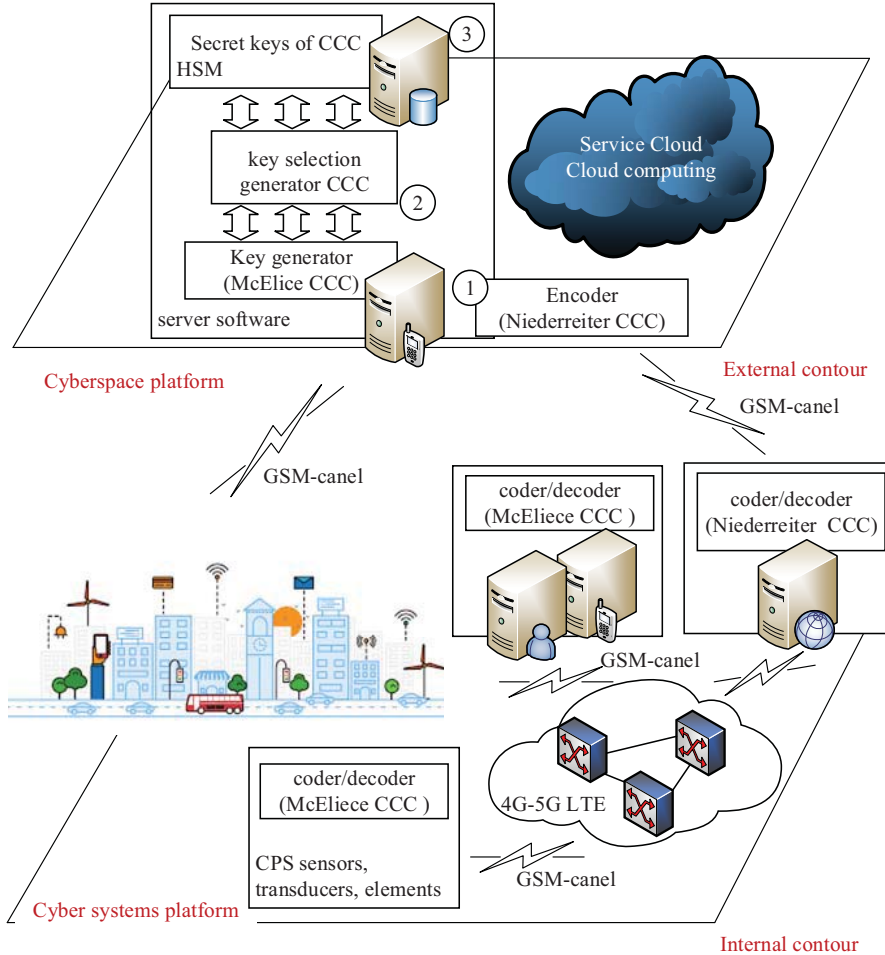 Secret keys of CCC
HSM
3
key selection
generator CCC
2
Key generator
(McElice CCC)
1
server software
Encoder
(Niederreiter CCC)
Service Cloud
Cloud computing
Cyberspace platform
External contour
GSM-canel
GSM-canel
coder/decoder
(McEliece CCC )
coder/decoder
(Niederreiter CCC)
GSM-canel
4G-5G LTE
coder/decoder
(McEliece CCC )
CPS sensors,
transducers, elements
GSM-canel
Cyber systems platform
Internal contour